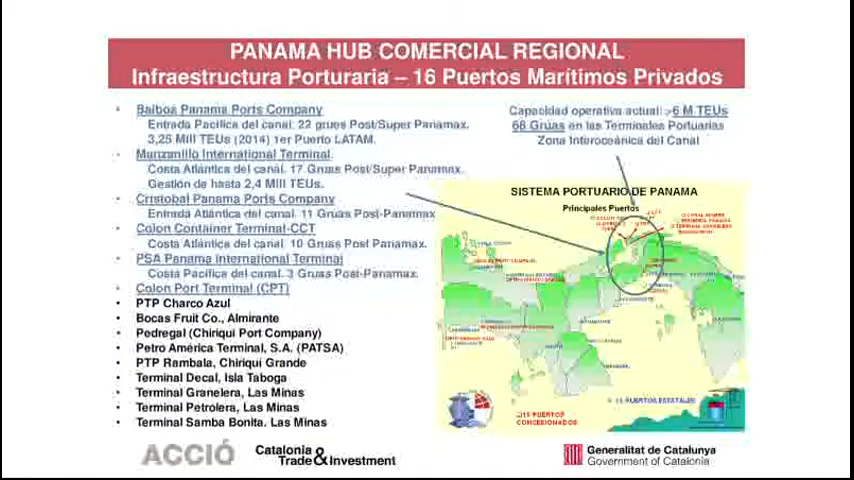 PANAMA HUB COMERCIAL REGIONAL
Infraestructura Porturaria – 16 Puertos Marítimos Privados
Balboa Panama Ports Company
Entrada Pacífica del canal. 22 grues Post/Super Panamax.
3,25 Mill TEUs (2014) 1er Puerto LATAM.
Manzanillo International Terminal.
Costa Atlántica del canal. 17 Gruas Post/Super Panamax.
Gestión de hasta 2,4 Mill TEUs.
Cristobal Panama Ports Company
Entrada Atlántica del canal. 11 Gruas Post-Panamax
Colon Container Terminal-CCT
Costa Atlántica del canal. 10 Gruas Post Panamax.
PSA Panama International Terminal
Costa Pacífica del canal. 3 Gruas Post-Panamax.
Colon Port Terminal (CPT)
PTP Charco Azul
Bocas Fruit Co., Almirante
Pedregal (Chiriquí Port Company)
Petro América Terminal, S.A. (PATSA)
PTP Rambala, Chiriquí Grande
Terminal Decal, Isla Taboga
Terminal Granelera, Las Minas
Terminal Petrolera, Las Minas
Terminal Samba Bonita. Las Minas
Capacidad operativa actual: >6 M TEUs
68 Grúas en las Terminales Portuarias
Zona Interoceánica del Canal
SISTEMA PORTUARIO DE PANAMA
Principales Puertos
15 PUERTOS ESTATALES
16 PUERTOS
CONCESIONADOS
ACCIÓ
Catalonia
Trade & Investment
Generalitat de Catalunya
Government of Catalonia